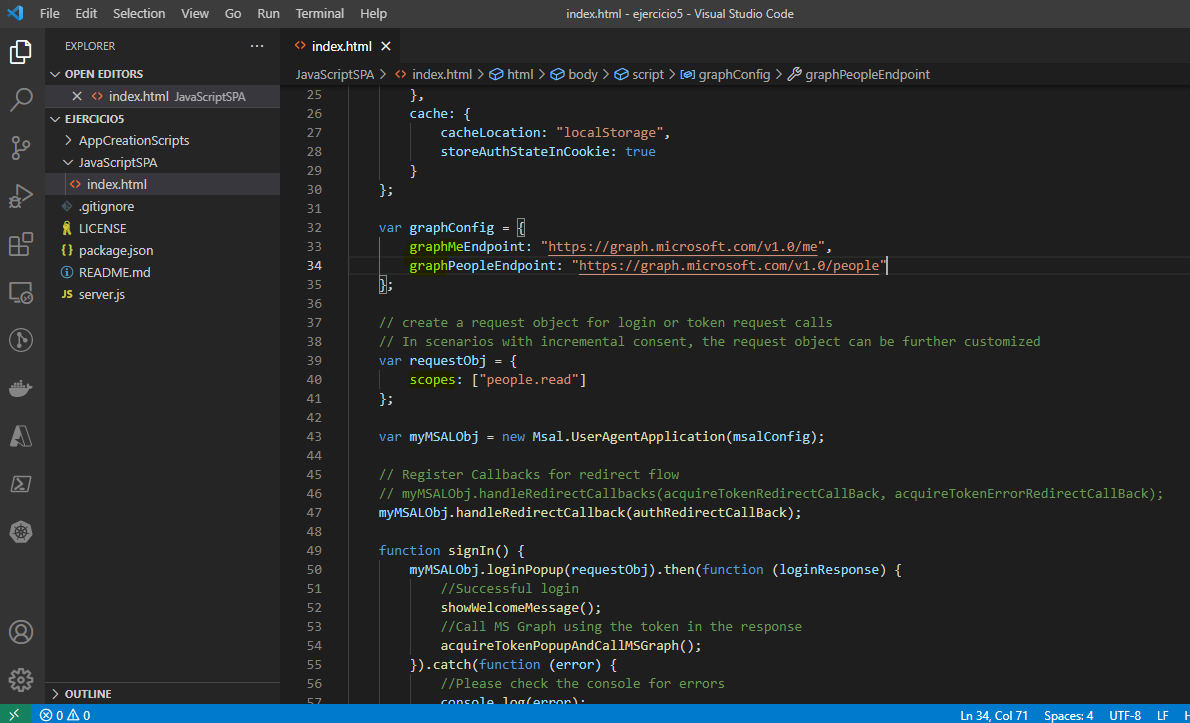 File Edit Selection View Go Run Terminal Help index.html - ejercicio5 - Visual Studio Code
EXPLORER ···
OPEN EDITORS
index.html JavaScriptSPA
EJERCICIO5
AppCreationScripts
JavaScriptSPA
index.html
.gitignore
LICENSE
package.json
README.md
JS server.js
OUTLINE
index.html
JavaScriptSPA > index.html > html > body > script > graphConfig > graphPeopleEndpoint
25 },
26 cache: {
27 cacheLocation: "localStorage",
28 storeAuthStateInCookie: true
29 }
30 };
31
32 var graphConfig = {
33 graphMeEndpoint: "https://graph.microsoft.com/v1.0/me",
34 graphPeopleEndpoint: "https://graph.microsoft.com/v1.0/people"
35 };
36
37 // create a request object for login or token request calls
38 // In scenarios with incremental consent, the request object can be further customized
39 var requestObj = {
40 scopes: ["people.read"]
41 };
42
43 var myMSALObj = new Msal.UserAgentApplication(msalConfig);
44
45 // Register Callbacks for redirect flow
46 // myMSALObj.handleRedirectCallbacks(acquireTokenRedirectCallBack, acquireTokenErrorRedirectCallBack);
47 myMSALObj.handleRedirectCallback(authRedirectCallBack);
48
49 function signIn() {
50 myMSALObj.loginPopup(requestObj).then(function (loginResponse) {
51 //Successful login
52 showWelcomeMessage();
53 //Call MS Graph using the token in the response
54 acquireTokenPopupAndCallMSGraph();
55 }).catch(function (error) {
56 //Please check the console for errors
57 console.log(error);
0 0 Ln 34, Col 71 Spaces: 4 UTF-8 LF